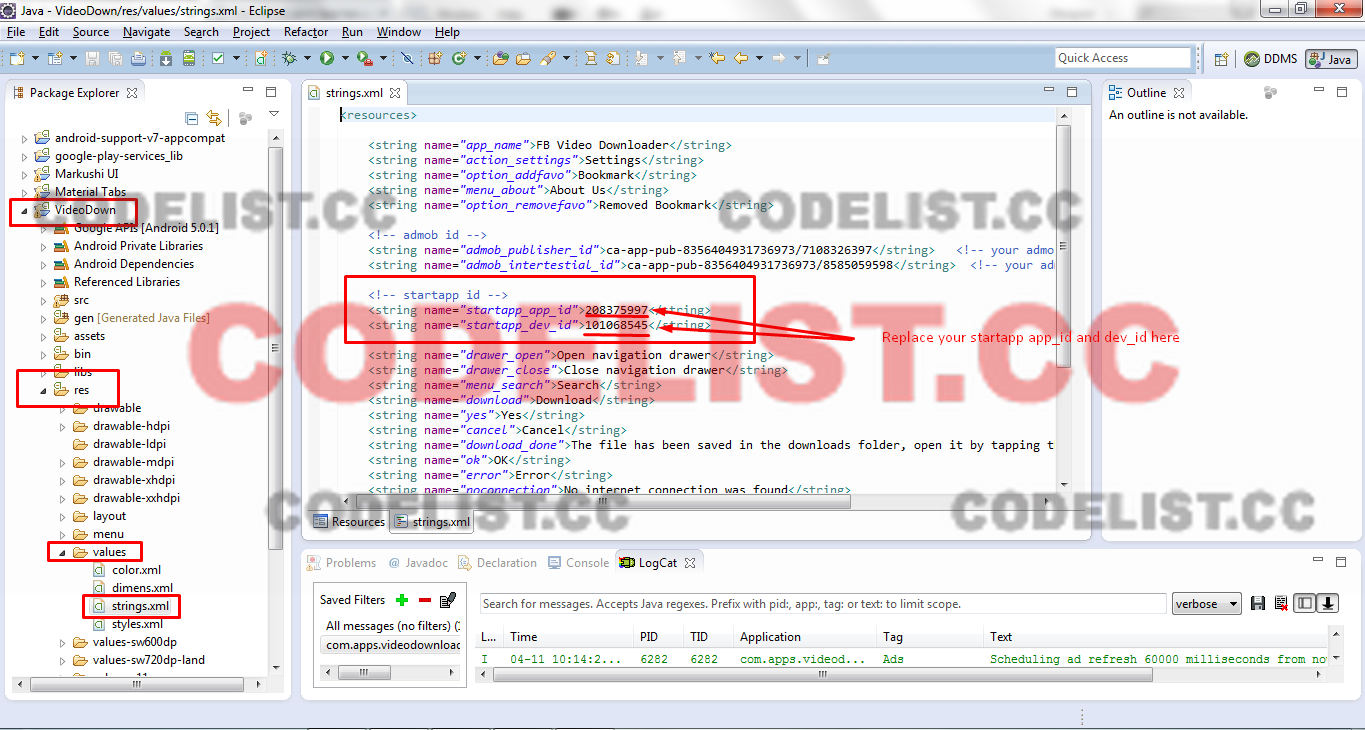 Java - VideoDown/res/values/strings.xml - Eclipse
File Edit Source Navigate Search Project Refactor Run Window Help
Quick Access
DDMS
Java
Package Explorer
android-support-v7-appcompat
google-play-services_lib
Markushi UI
Material Tabs
VideoDown
Google APIs [Android 5.0.1]
Android Private Libraries
Android Dependencies
Referenced Libraries
src
gen [Generated Java Files]
assets
bin
libs
res
drawable
drawable-hdpi
drawable-ldpi
drawable-mdpi
drawable-xhdpi
drawable-xxhdpi
layout
menu
values
color.xml
dimens.xml
strings.xml
styles.xml
values-sw600dp
values-sw720dp-land
strings.xml
<resources>
<string name="app_name">FB Video Downloader</string>
<string name="action_settings">Settings</string>
<string name="option_addfavo">Bookmark</string>
<string name="menu_about">About Us</string>
<string name="option_removefavo">Removed Bookmark</string>
<!-- admob id -->
<string name="admob_publisher_id">ca-app-pub-8356404931736973/7108326397</string> <!-- your admo
<string name="admob_intertestial_id">ca-app-pub-8356404931736973/8585059598</string> <!-- your ad
<!-- startapp id -->
<string name="startapp_app_id">208375997</string>
<string name="startapp_dev_id">101068545</string>
Replace your startapp app_id and dev_id here
<string name="drawer_open">Open navigation drawer</string>
<string name="drawer_close">Close navigation drawer</string>
<string name="menu_search">Search</string>
<string name="download">Download</string>
<string name="yes">Yes</string>
<string name="cancel">Cancel</string>
<string name="download_done">The file has been saved in the downloads folder, open it by tapping t
<string name="ok">OK</string>
<string name="error">Error</string>
<string name="noconnection">No internet connection was found</string>
Resources strings.xml
Outline
An outline is not available.
Problems @ Javadoc Declaration Console LogCat
Saved Filters
All messages (no filters) (
com.apps.videodownload
Search for messages. Accepts Java regexes. Prefix with pid:, app:, tag: or text: to limit scope.
verbose
L... Time PID TID Application Tag Text
I 04-11 10:14:2... 6282 6282 com.apps.videod... Ads Scheduling ad refresh 60000 milliseconds from no
CODELIST.CC
CODELIST.CC
CODELIST.CC
CODELIST.CC
CODELIST.CC